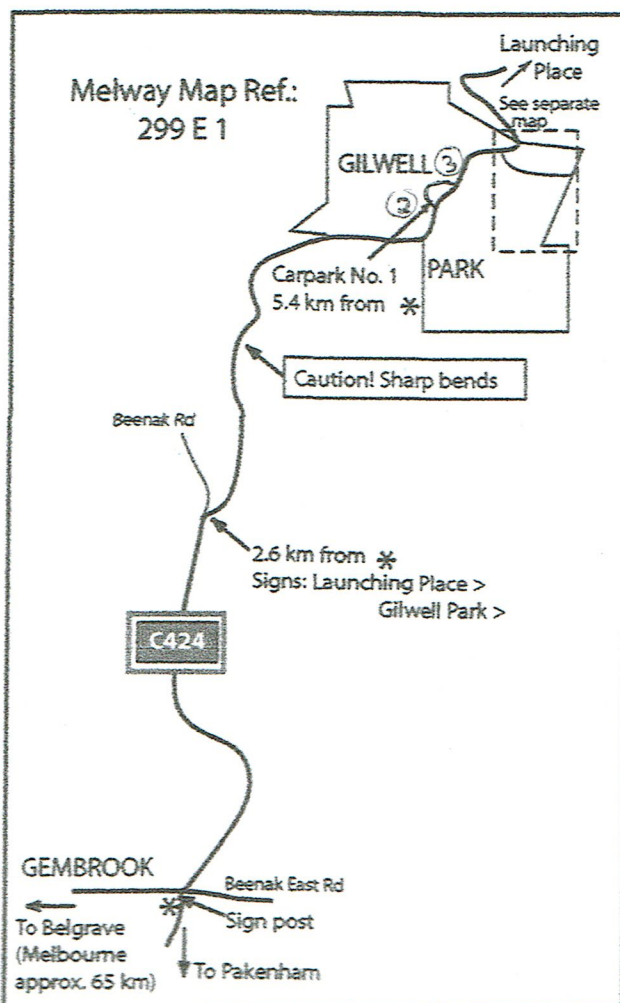 Launching
Place
Melway Map Ref.:
299 E 1
See separate
map
GILWELL ③
②
Carpark No. 1
5.4 km from *
PARK
Caution! Sharp bends
Beenak Rd
2.6 km from *
Signs: Launching Place >
Gilwell Park >
C424
GEMBROOK
Beenak East Rd
*
Sign post
To Belgrave
(Melbourne
approx. 65 km)
To Pakenham